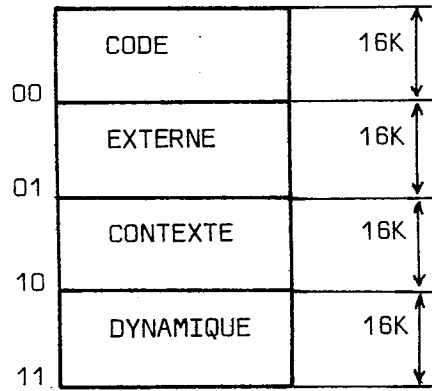 CODE 16K
00
EXTERNE 16K
01
CONTEXTE 16K
10
DYNAMIQUE 16K
11